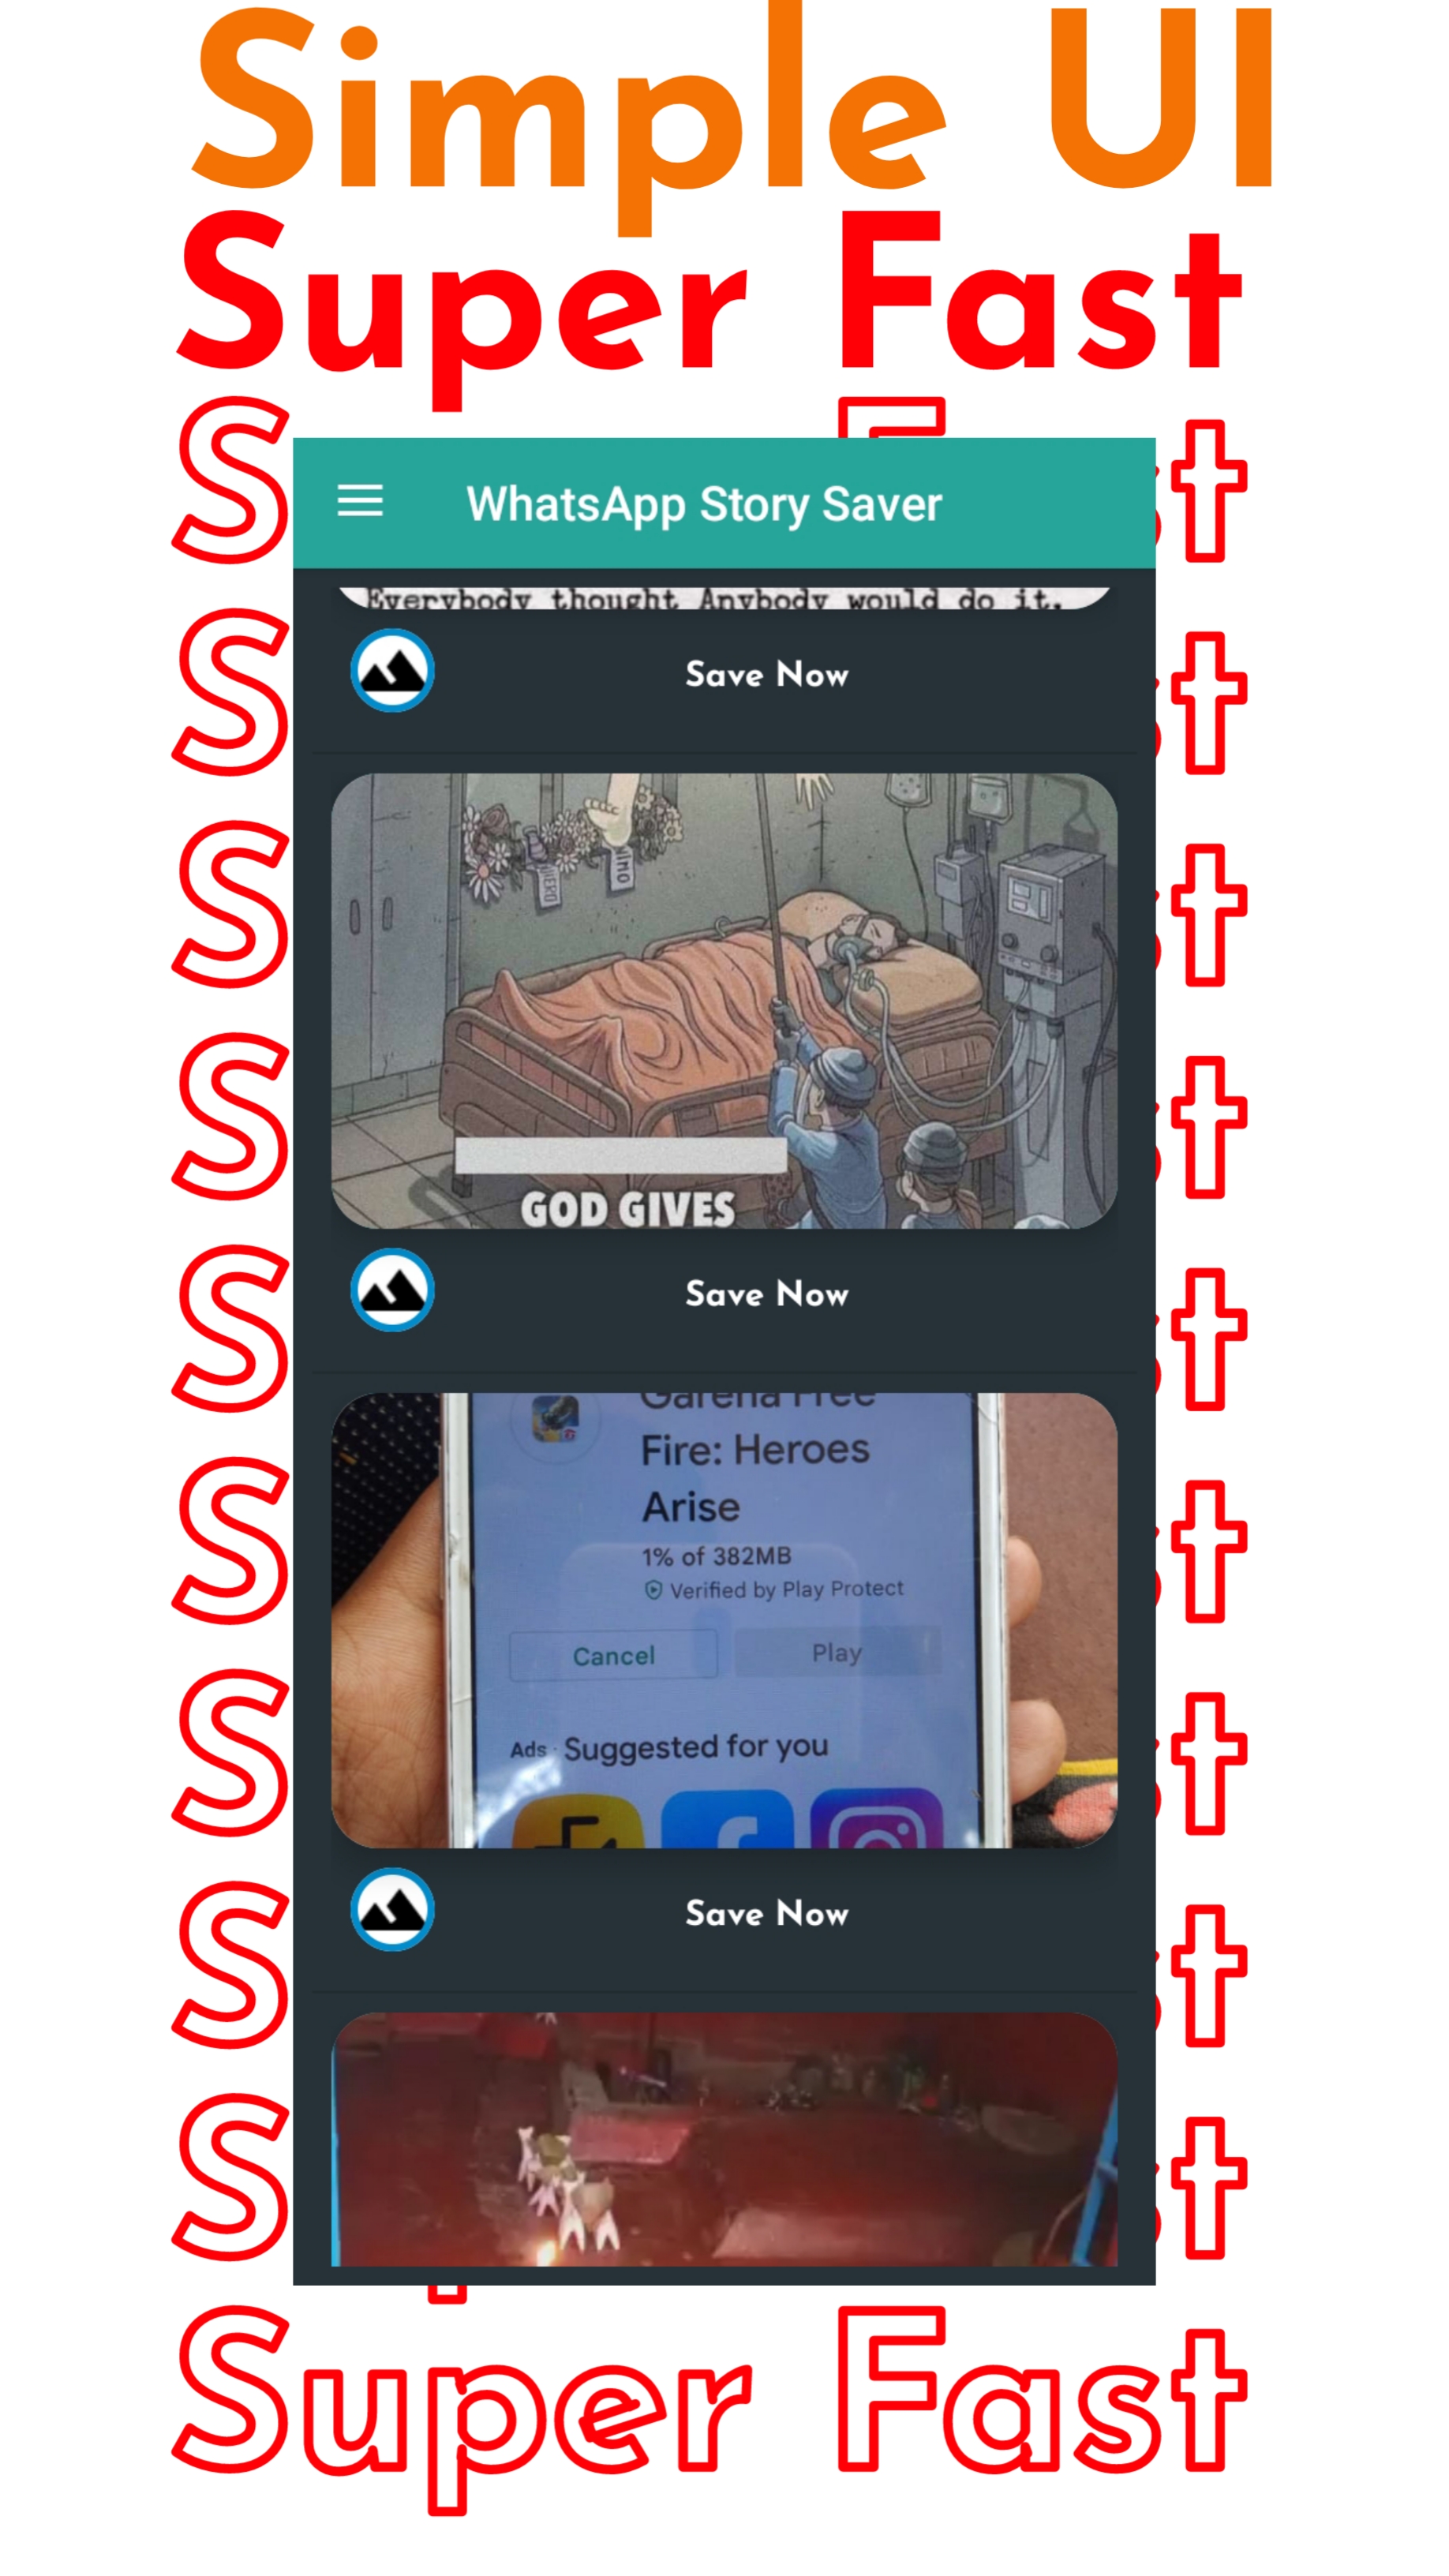 Simple UI
Super Fast
WhatsApp Story Saver
Everybody thought Anybody would do it.
Save Now
NIÑO
GOD GIVES
Save Now
Garena Free
Fire: Heroes
Arise
1% of 382MB
Verified by Play Protect
Cancel
Play
Ads · Suggested for you
Save Now
Super Fast